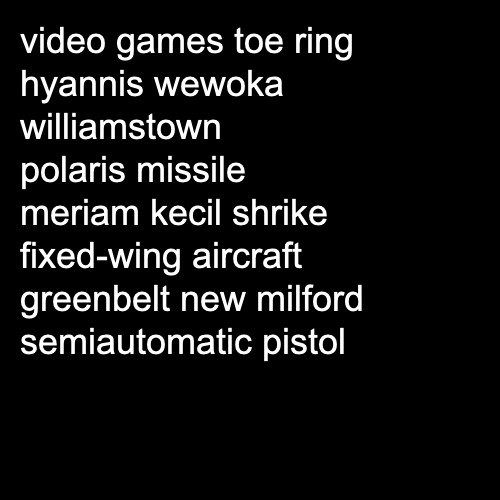 video games toe ring
hyannis wewoka
williamstown
polaris missile
meriam kecil shrike
fixed-wing aircraft
greenbelt new milford
semiautomatic pistol